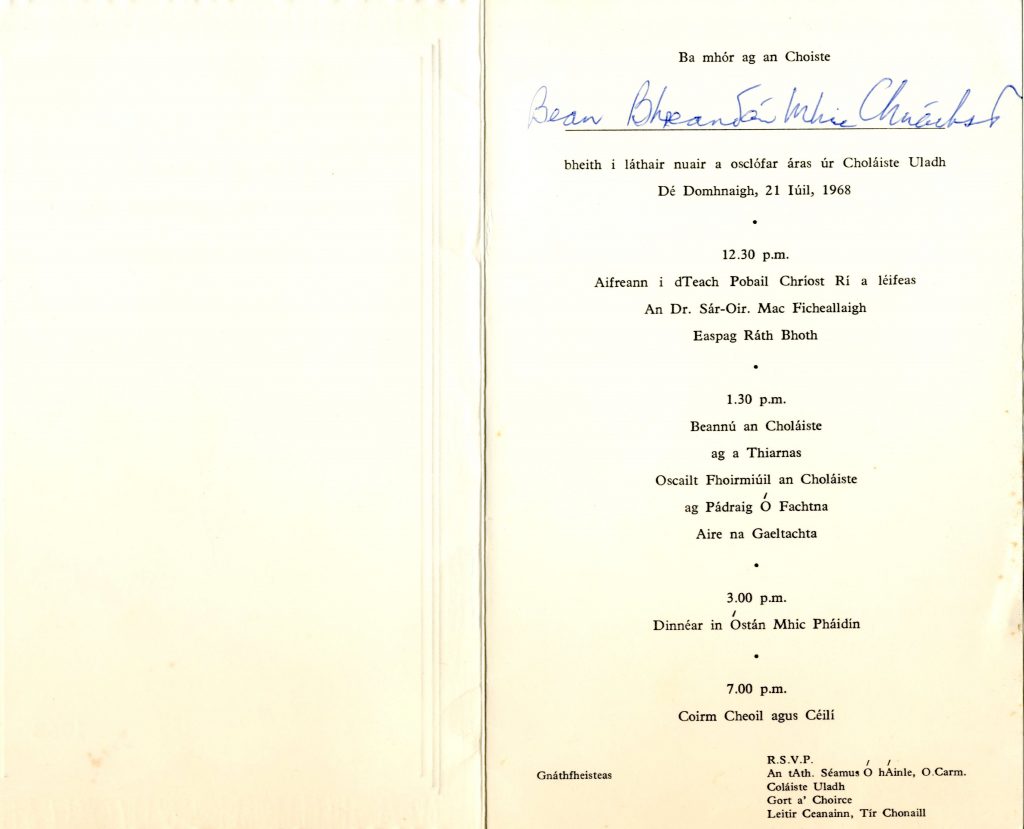 Ba mhór ag an Choiste
Bean Bhreandáin Mhic Chnáimhsí
bheith i láthair nuair a osclófar áras úr Choláiste Uladh
Dé Domhnaigh, 21 Iúil, 1968
•
12.30 p.m.
Aifreann i dTeach Pobail Chríost Rí a léifeas
An Dr. Sár-Oir. Mac Ficheallaigh
Easpag Ráth Bhoth
•
1.30 p.m.
Beannú an Choláiste
ag a Thiarnas
Oscailt Fhoirmiúil an Choláiste
ag Pádraig Ó Fachtna
Aire na Gaeltachta
•
3.00 p.m.
Dinnéar in Óstán Mhic Pháidín
•
7.00 p.m.
Coirm Cheoil agus Céilí
Gnáthfheisteas
R.S.V.P.
An tAth. Séamus Ó hÁinle, O.Carm.
Coláiste Uladh
Gort a' Choirce
Leitir Ceanainn, Tír Chonaill